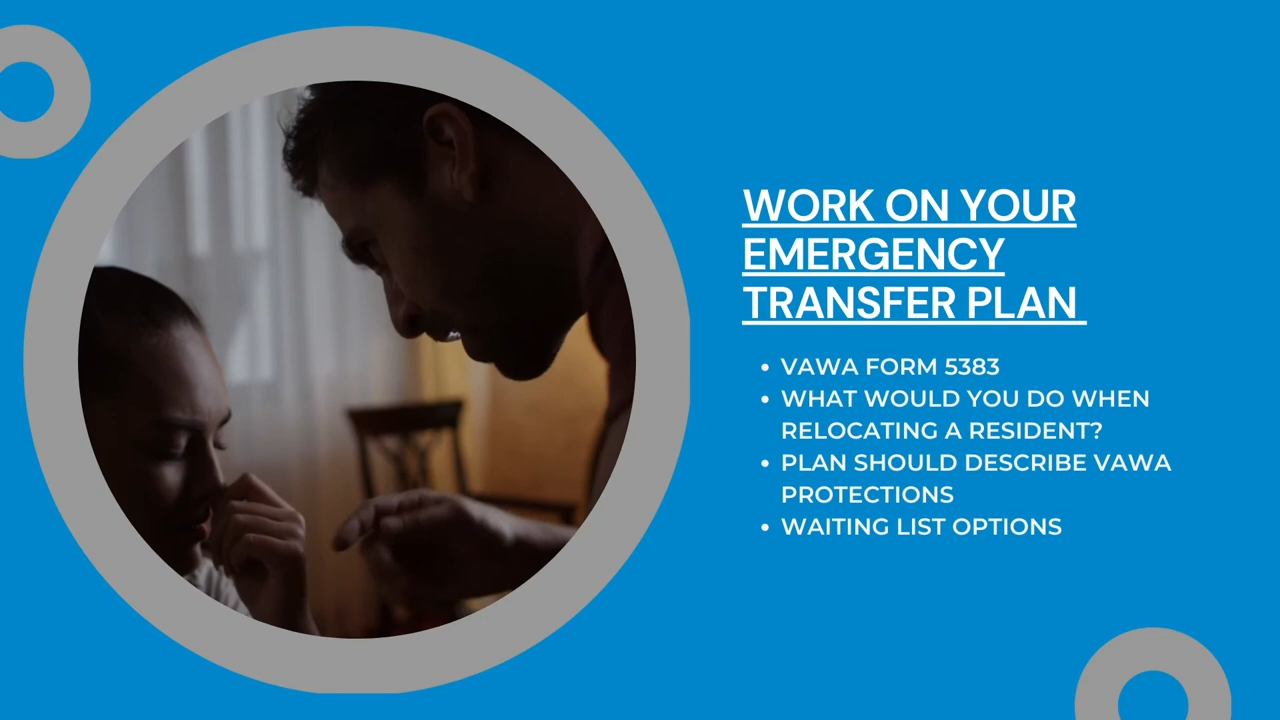 WORK ON YOUR
EMERGENCY
TRANSFER PLAN
• VAWA FORM 5383
• WHAT WOULD YOU DO WHEN
RELOCATING A RESIDENT?
• PLAN SHOULD DESCRIBE VAWA
PROTECTIONS
• WAITING LIST OPTIONS